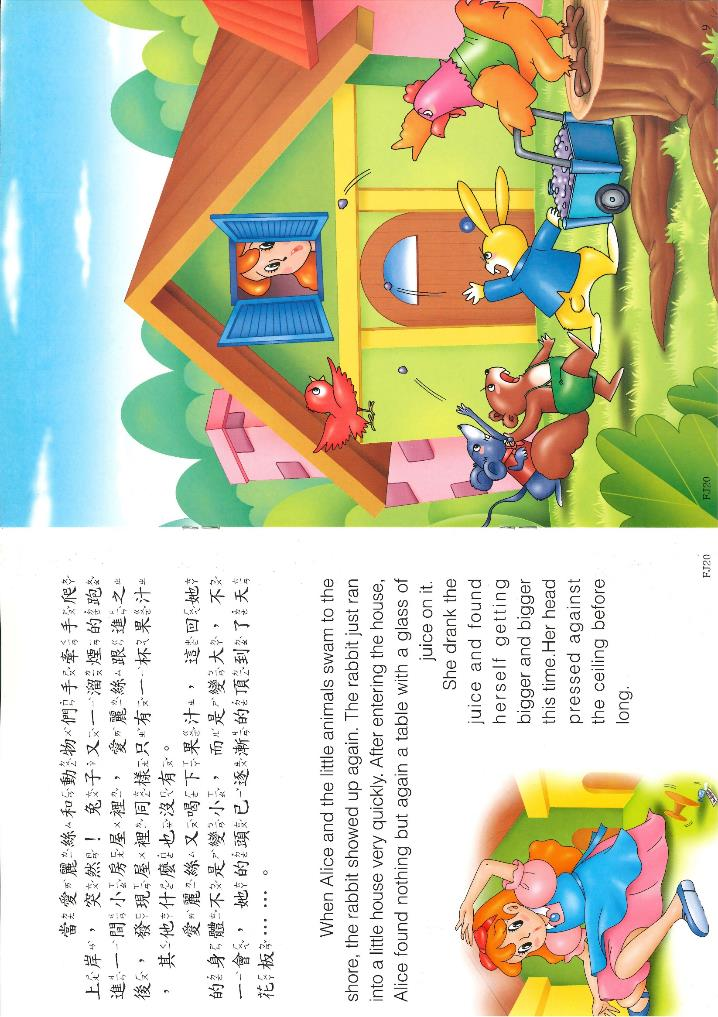 當愛麗絲和動物們手牽手爬
上岸，突然！兔子又一溜煙的跑
進一間小房屋裡，愛麗絲跟進之
後，發現屋裡同樣只有一杯果汁
，其他什麼也沒有。
愛麗絲又喝下果汁，這回她
的身體不是變小，而是變大，不
一會，她的頭已逐漸的頂到了天
花板……。
When Alice and the little animals swam to the
shore, the rabbit showed up again. The rabbit just ran
into a little house very quickly. After entering the house,
Alice found nothing but again a table with a glass of
juice on it.
She drank the
juice and found
herself getting
bigger and bigger
this time.Her head
pressed against
the ceiling before
long.
FJ20
FJ20
9